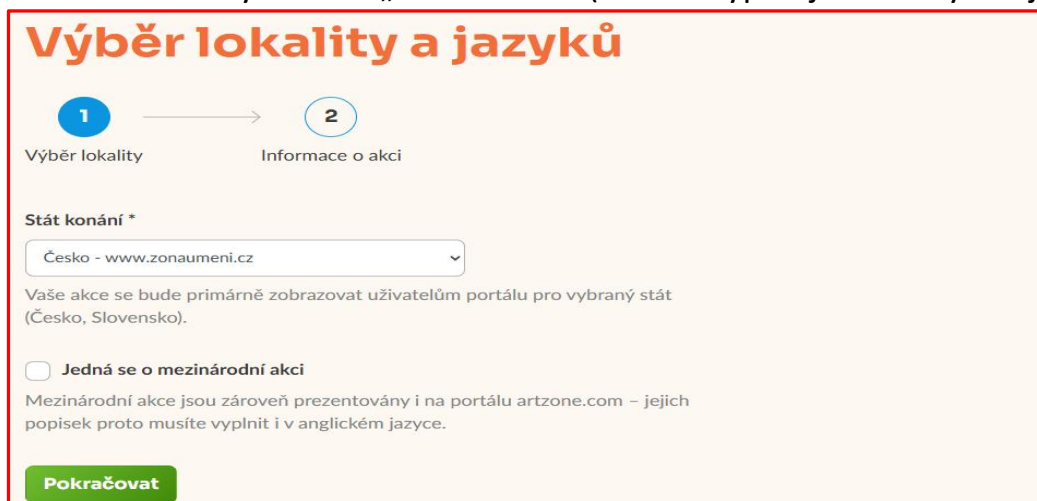 Výběr lokality a jazyků
1
2
Výběr lokality
Informace o akci
Stát konání *
Česko - www.zonaumeni.cz
Vaše akce se bude primárně zobrazovat uživatelům portálu pro vybraný stát
(Česko, Slovensko).
Jedná se o mezinárodní akci
Mezinárodní akce jsou zároveň prezentovány i na portálu artzone.com – jejich
popisek proto musíte vyplnit i v anglickém jazyce.
Pokračovat